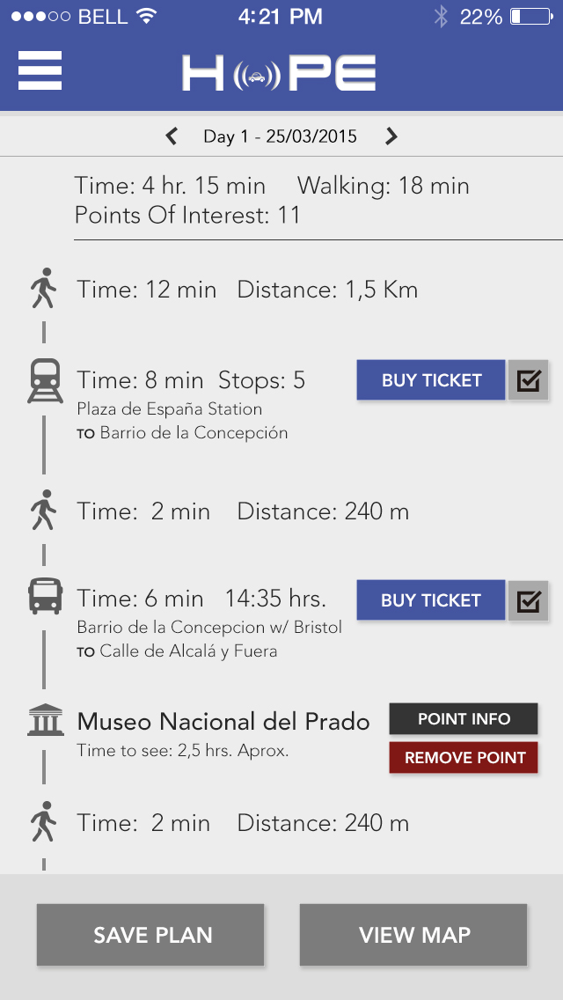 BELL 4:21 PM 22%
HOPE
Day 1 - 25/03/2015
Time: 4 hr. 15 min Walking: 18 min
Points Of Interest: 11
Time: 12 min Distance: 1,5 Km
Time: 8 min Stops: 5 BUY TICKET
Plaza de España Station
TO Barrio de la Concepción
Time: 2 min Distance: 240 m
Time: 6 min 14:35 hrs. BUY TICKET
Barrio de la Concepcion w/ Bristol
TO Calle de Alcalá y Fuera
Museo Nacional del Prado POINT INFO
Time to see: 2,5 hrs. Aprox. REMOVE POINT
Time: 2 min Distance: 240 m
SAVE PLAN VIEW MAP